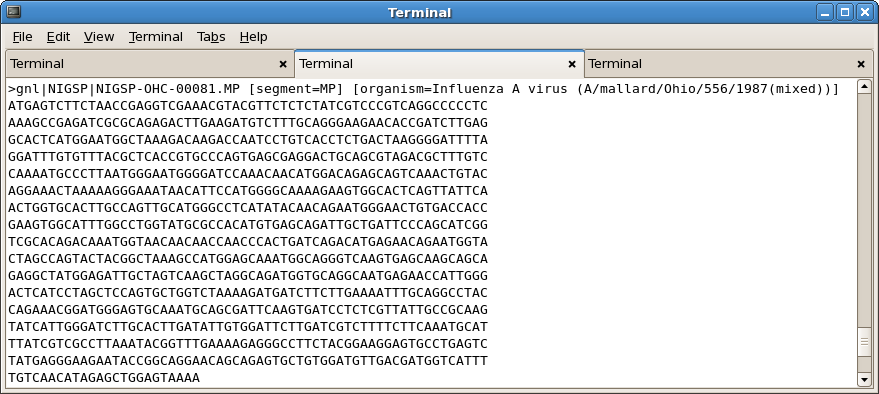 Terminal
File Edit View Terminal Tabs Help
Terminal Terminal Terminal
>gnl|NIGSP|NIGSP-OHC-00081.MP [segment=MP] [organism=Influenza A virus (A/mallard/Ohio/556/1987(mixed))]
ATGAGTCTTCTAACCGAGGTCGAAACGTACGTTCTCTCTATCGTCCCGTCAGGCCCCCTC
AAAGCCGAGATCGCGCAGAGACTTGAAGATGTCTTTGCAGGGAAGAACACCGATCTTGAG
GCACTCATGGAATGGCTAAAGACAAGACCAATCCTGTCACCTCTGACTAAGGGGATTTTA
GGATTTGTGTTTACGCTCACCGTGCCCAGTGAGCGAGGACTGCAGCGTAGACGCTTTGTC
CAAAATGCCCTTAATGGGAATGGGGATCCAAACAACATGGACAGAGCAGTCAAACTGTAC
AGGAAACTAAAAAGGGAAATAACATTCCATGGGGCAAAAGAAGTGGCACTCAGTTATTCA
ACTGGTGCACTTGCCAGTTGCATGGGCCTCATATACAACAGAATGGGAACTGTGACCACC
GAAGTGGCATTTGGCCTGGTATGCGCCACATGTGAGCAGATTGCTGATTCCCAGCATCGG
TCGCACAGACAAATGGTAACAACAACCAACCCACTGATCAGACATGAGAACAGAATGGTA
CTAGCCAGTACTACGGCTAAAGCCATGGAGCAAATGGCAGGGTCAAGTGAGCAAGCAGCA
GAGGCTATGGAGATTGCTAGTCAAGCTAGGCAGATGGTGCAGGCAATGAGAACCATTGGG
ACTCATCCTAGCTCCAGTGCTGGTCTAAAAGATGATCTTCTTGAAAATTTGCAGGCCTAC
CAGAAACGGATGGGAGTGCAAATGCAGCGATTCAAGTGATCCTCTCGTTATTGCCGCAAG
TATCATTGGGATCTTGCACTTGATATTGTGGATTCTTGATCGTCTTTTCTTCAAATGCAT
TTATCGTCGCCTTAAATACGGTTTGAAAAGAGGGCCTTCTACGGAAGGAGTGCCTGAGTC
TATGAGGGAAGAATACCGGCAGGAACAGCAGAGTGCTGTGGATGTTGACGATGGTCATTT
TGTCAACATAGAGCTGGAGTAAAA